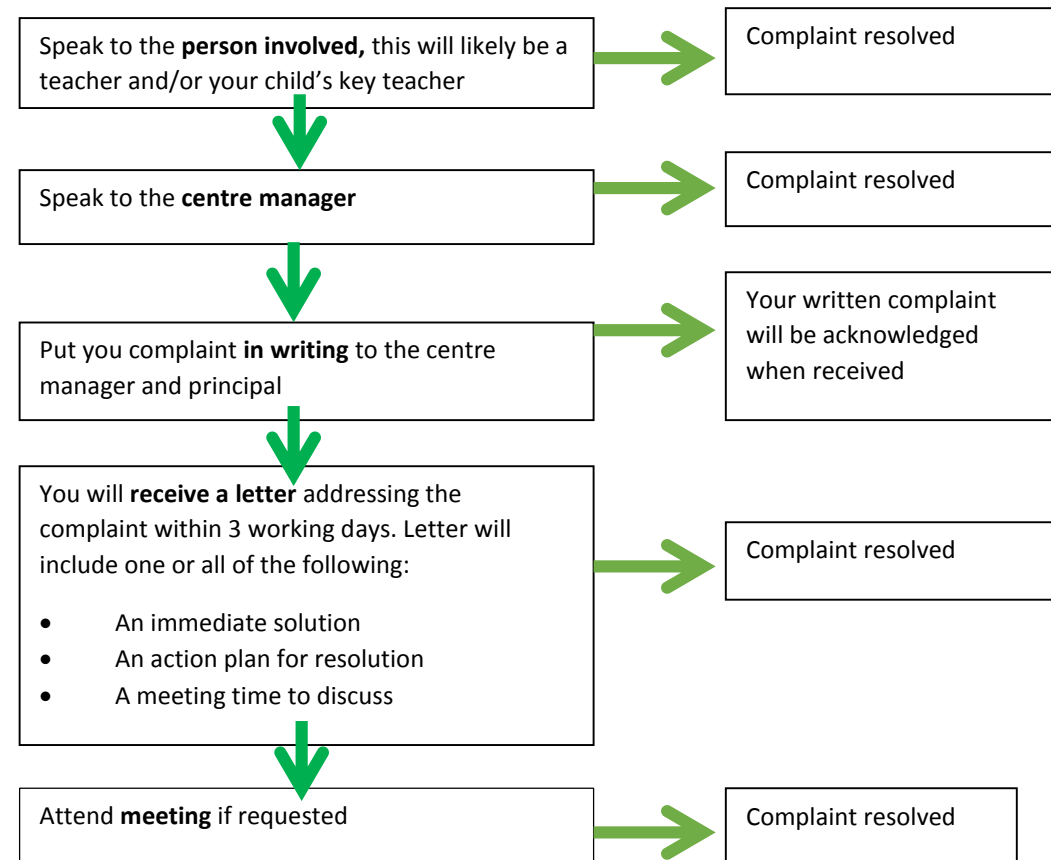 Speak to the person involved, this will likely be a
teacher and/or your child's key teacher
Complaint resolved
Speak to the centre manager
Complaint resolved
Put you complaint in writing to the centre
manager and principal
Your written complaint
will be acknowledged
when received
You will receive a letter addressing the
complaint within 3 working days. Letter will
include one or all of the following:
• An immediate solution
• An action plan for resolution
• A meeting time to discuss
Complaint resolved
Attend meeting if requested
Complaint resolved